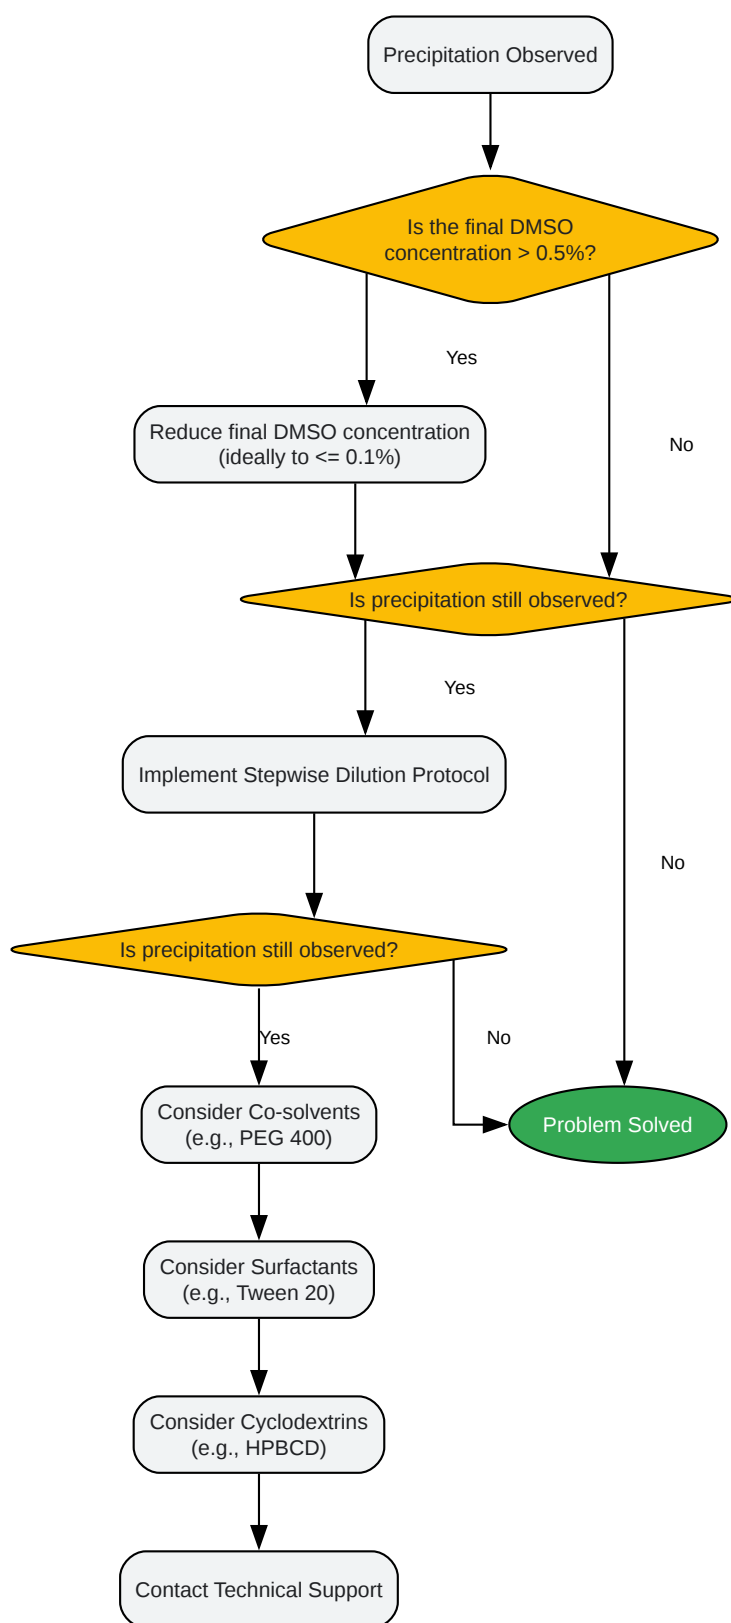 Precipitation Observed
Is the final DMSO
concentration > 0.5%?
Yes
Reduce final DMSO concentration
(ideally to <= 0.1%)
No
Is precipitation still observed?
Yes
Implement Stepwise Dilution Protocol
No
Is precipitation still observed?
Yes
No
Consider Co-solvents
(e.g., PEG 400)
Problem Solved
Consider Surfactants
(e.g., Tween 20)
Consider Cyclodextrins
(e.g., HPBCD)
Contact Technical Support